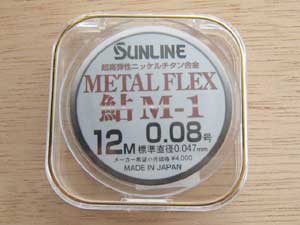 SUNLINE
超高弾性ニッケルチタン合金
METAL FLEX
鮎 M-1
12M 0.08号
標準直径0.047mm
メーカー希望小売価格 ¥4,000
MADE IN JAPAN